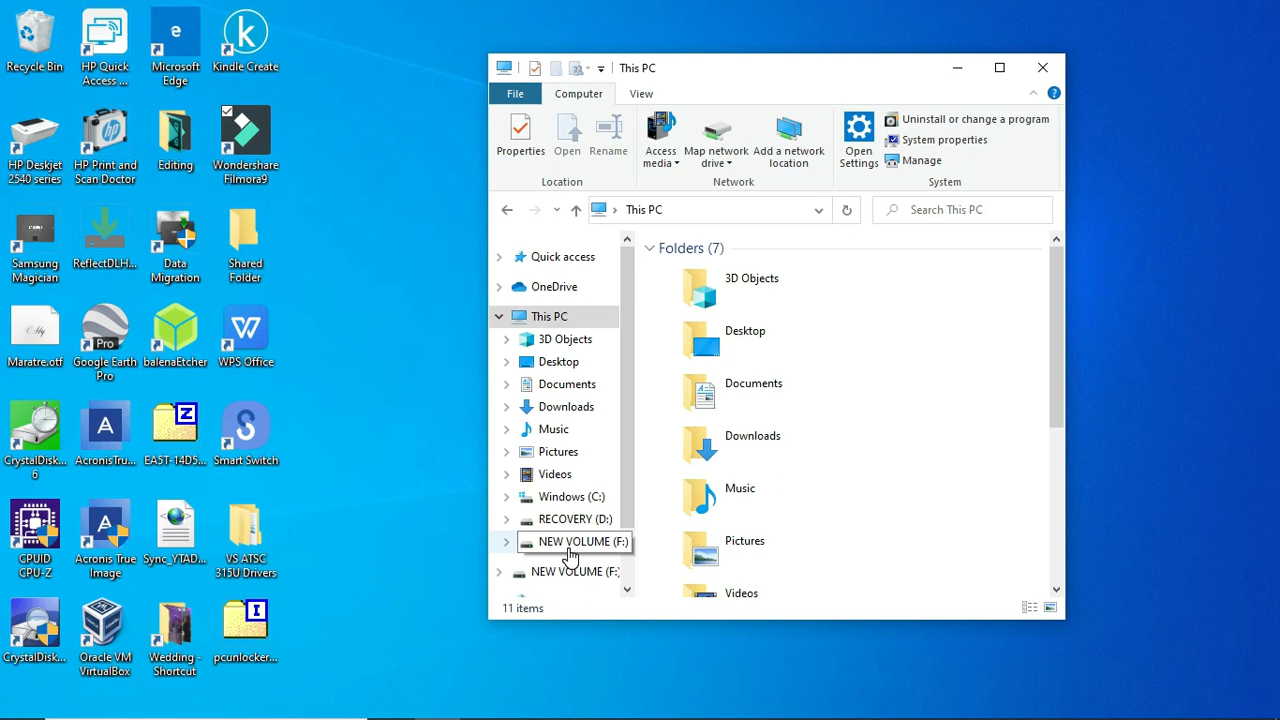 Recycle Bin
HP Quick
Access ...
Microsoft
Edge
Kindle Create
HP Deskjet
2540 series
HP Print and
Scan Doctor
Editing
Wondershare
Filmora9
Samsung
Magician
ReflectDLH...
Data
Migration
Shared
Folder
Maratre.otf
Google Earth
Pro
balenaEtcher
WPS Office
CrystalDisk...
6
AcronisTru...
EA5T-14D5...
Smart Switch
CPUID
CPU-Z
Acronis True
Image
Sync_YTAD...
VS ATSC
315U Drivers
CrystalDisk...
Oracle VM
VirtualBox
Wedding -
Shortcut
pcunlocker...
This PC
File
Computer
View
Properties
Open
Rename
Access
media
Map network
drive
Add a network
location
Open
Settings
Uninstall or change a program
System properties
Manage
Location
Network
System
This PC
Search This PC
Quick access
OneDrive
This PC
3D Objects
Desktop
Documents
Downloads
Music
Pictures
Videos
Windows (C:)
RECOVERY (D:)
NEW VOLUME (F:)
NEW VOLUME (F:)
Folders (7)
3D Objects
Desktop
Documents
Downloads
Music
Pictures
Videos
11 items